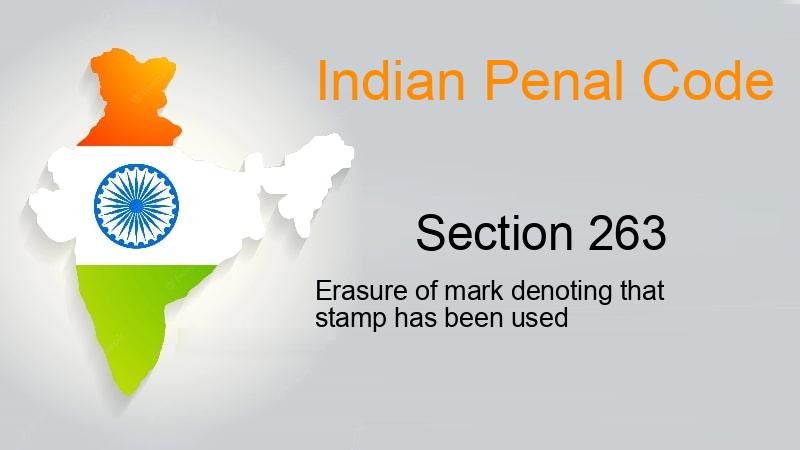 Indian Penal Code
Section 263
Erasure of mark denoting that
stamp has been used